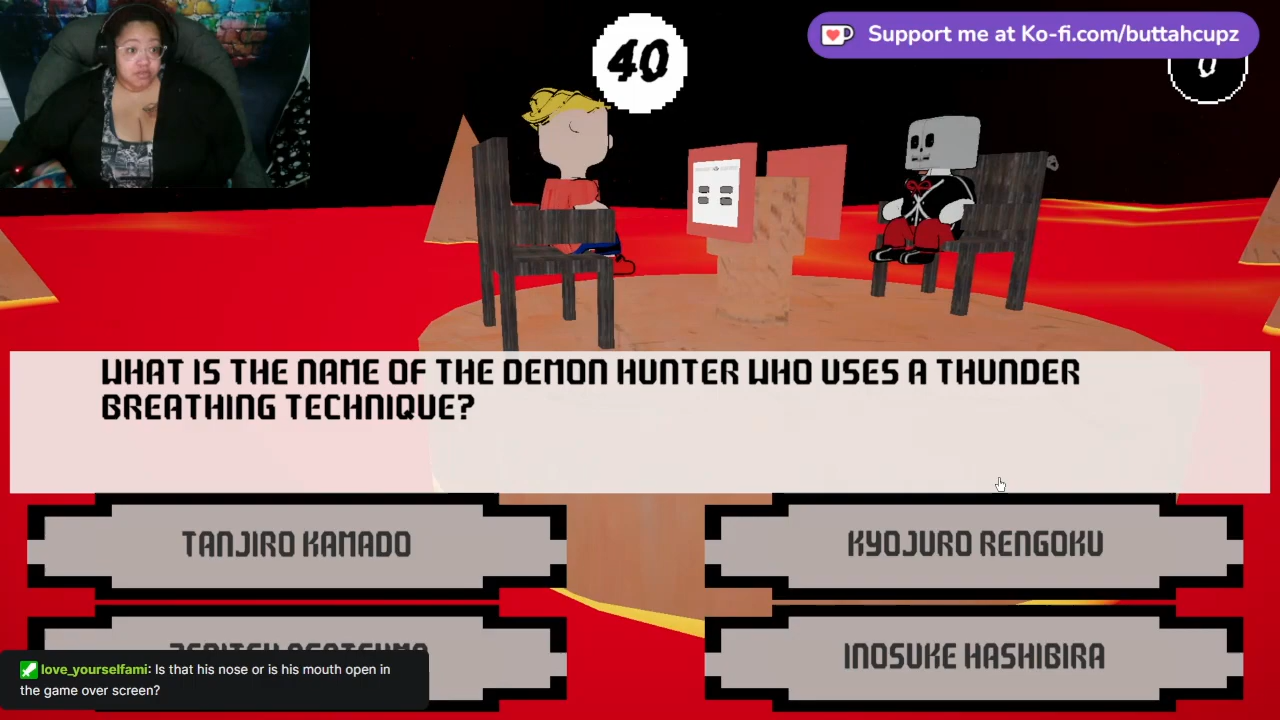 40
Support me at Ko-fi.com/buttahcupz
0
WHAT IS THE NAME OF THE DEMON HUNTER WHO USES A THUNDER
BREATHING TECHNIQUE?
TANJIRO KAMADO
KYOJURO RENGOKU
INOSUKE HASHIBIRA
love_yourselfami: Is that his nose or is his mouth open in
the game over screen?